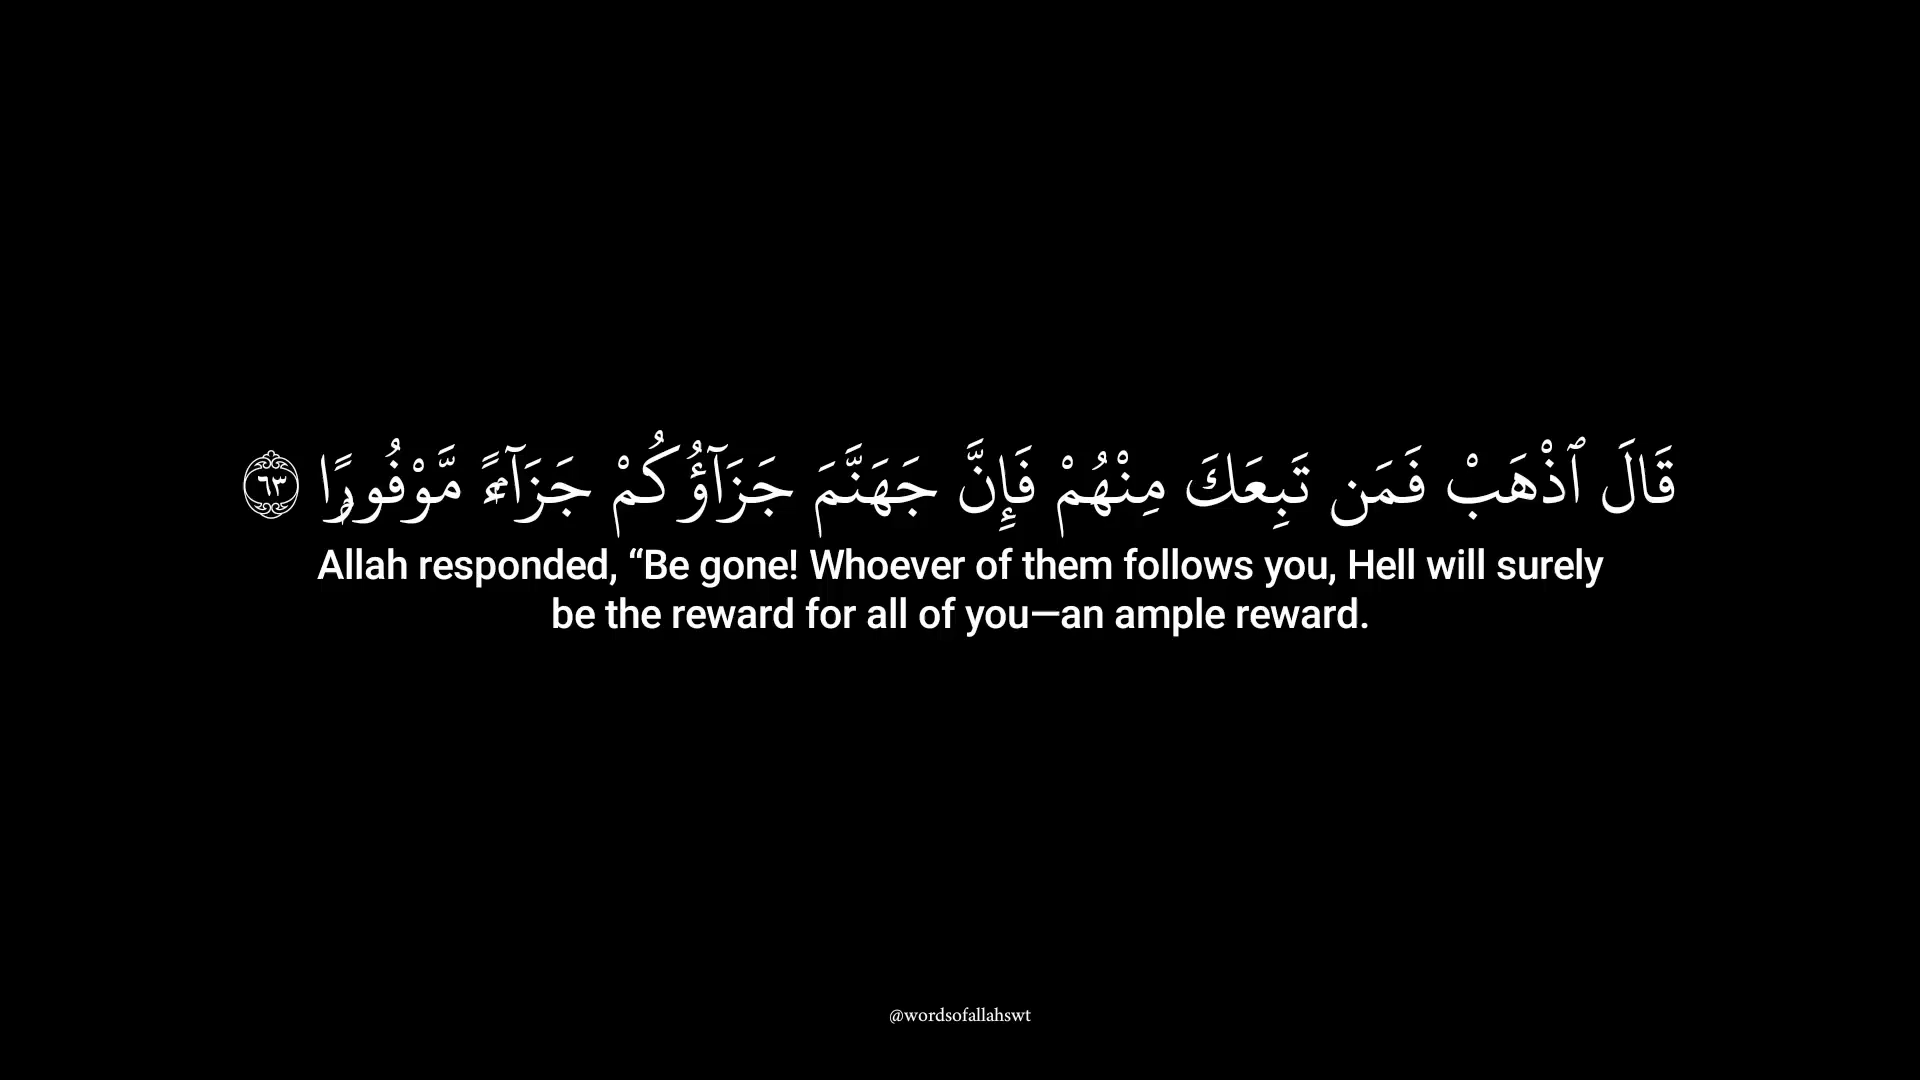 قَالَ ٱذْهَبْ فَمَن تَبِعَكَ مِنْهُمْ فَإِنَّ جَهَنَّمَ جَزَآؤُكُمْ جَزَآءًۭ مَّوْفُورًۭا ٦٣
Allah responded, “Be gone! Whoever of them follows you, Hell will surely
be the reward for all of you—an ample reward.
@wordsofallahswt